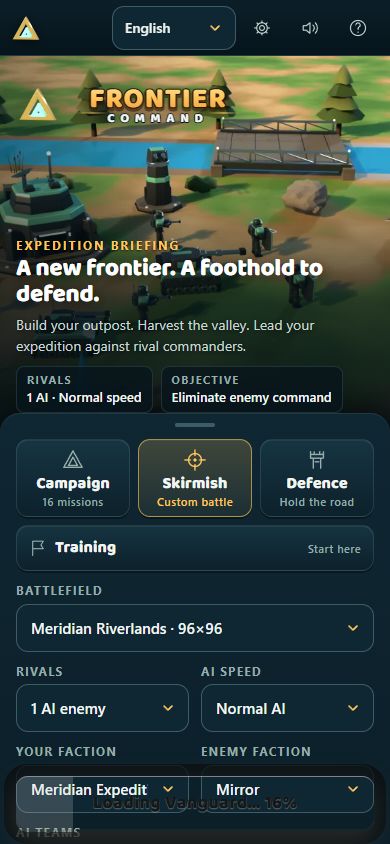 English
FRONTIER
COMMAND
EXPEDITION BRIEFING
A new frontier. A foothold to
defend.
Build your outpost. Harvest the valley. Lead your
expedition against rival commanders.
RIVALS
1 AI · Normal speed
OBJECTIVE
Eliminate enemy command
Campaign
16 missions
Skirmish
Custom battle
Defence
Hold the road
Training
Start here
BATTLEFIELD
Meridian Riverlands · 96×96
RIVALS
AI SPEED
1 AI enemy
Normal AI
YOUR FACTION
ENEMY FACTION
Meridian Expedit
Mirror
Loading Vanguard... 16%
AI TEAMS